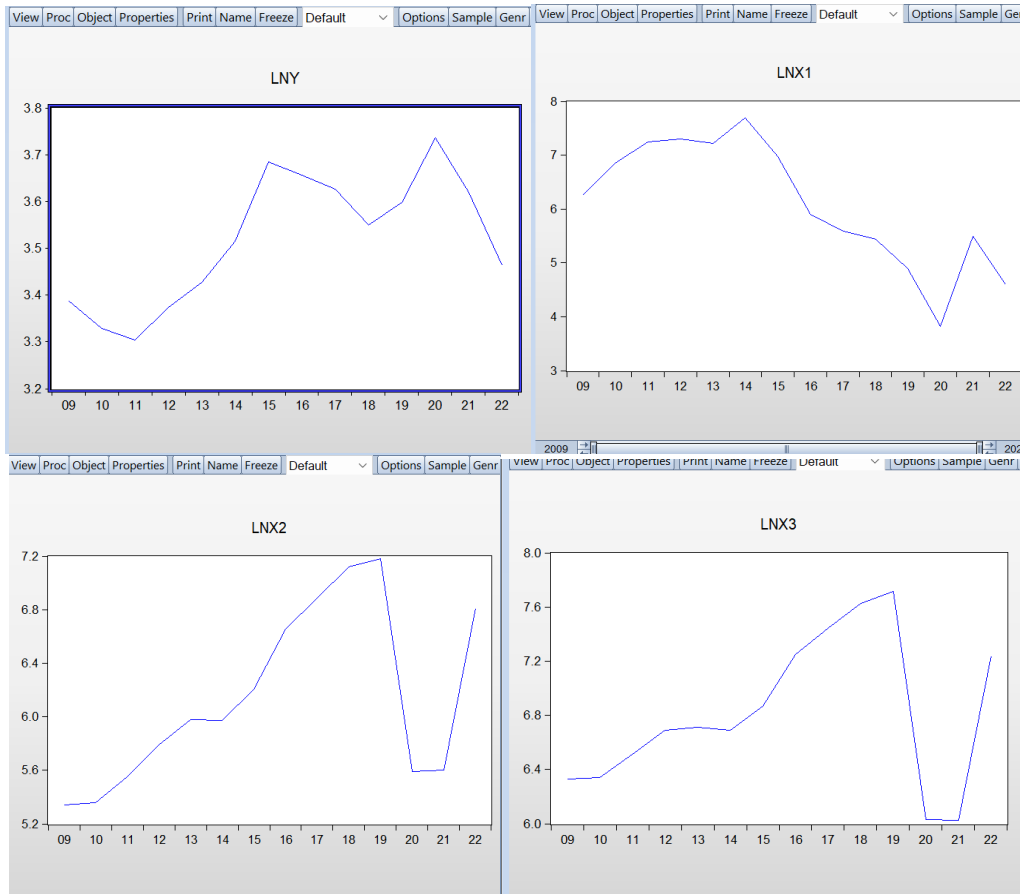 View Proc Object Properties Print Name Freeze Default Options Sample Genr
LNY
3.8
3.7
3.6
3.5
3.4
3.3
3.2
09 10 11 12 13 14 15 16 17 18 19 20 21 22
View Proc Object Properties Print Name Freeze Default Options Sample Genr
LNX1
8
7
6
5
4
3
09 10 11 12 13 14 15 16 17 18 19 20 21 22
2009 202
View Proc Object Properties Print Name Freeze Default Options Sample Genr
LNX2
7.2
6.8
6.4
6.0
5.6
5.2
09 10 11 12 13 14 15 16 17 18 19 20 21 22
View Proc Object Properties Print Name Freeze Default Options Sample Genr
LNX3
8.0
7.6
7.2
6.8
6.4
6.0
09 10 11 12 13 14 15 16 17 18 19 20 21 22